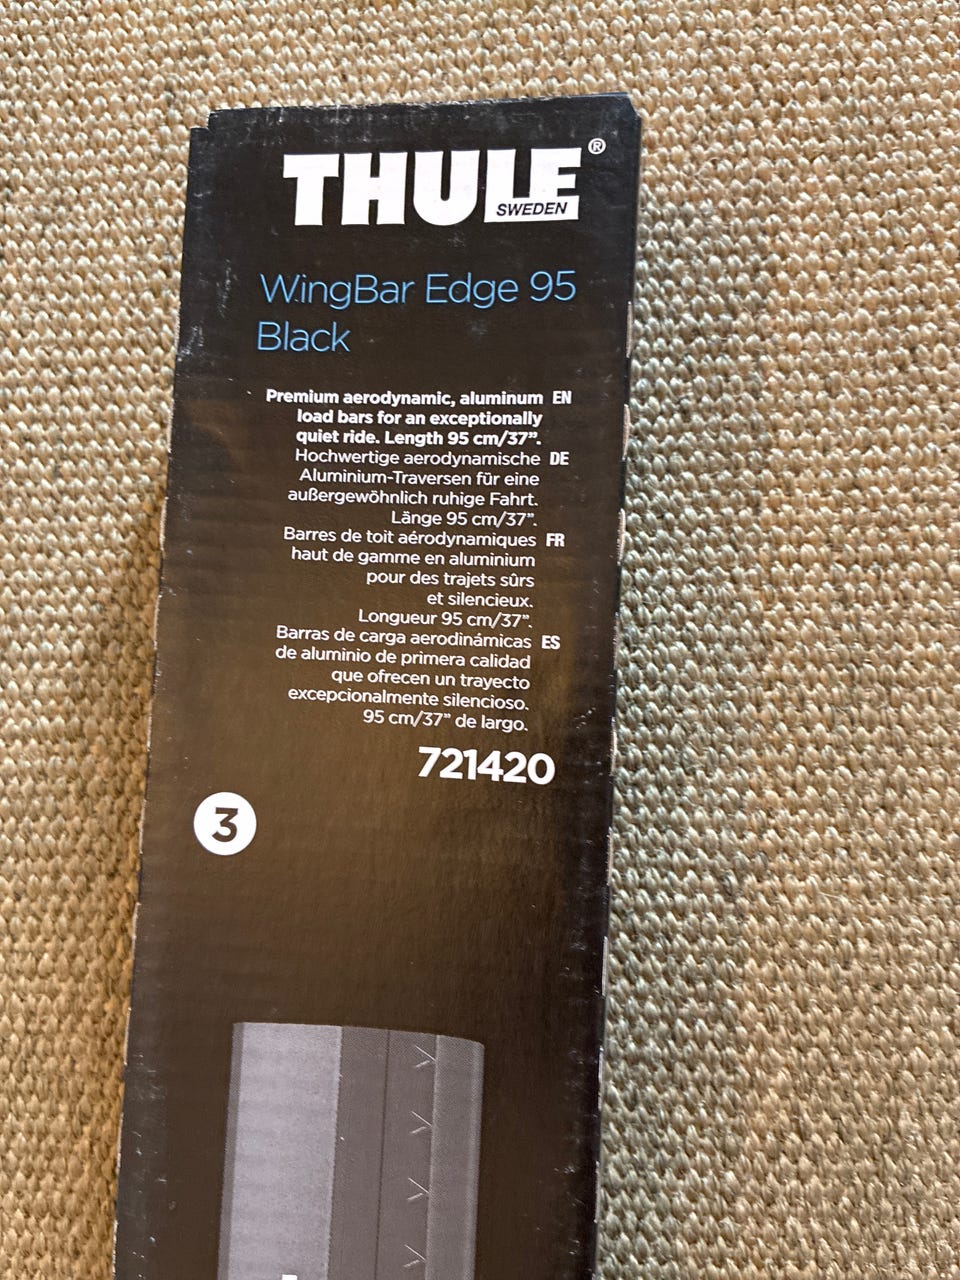 THULE®
SWEDEN
WingBar Edge 95
Black
Premium aerodynamic, aluminum EN
load bars for an exceptionally
quiet ride. Length 95 cm/37”.
Hochwertige aerodynamische DE
Aluminium-Traversen für eine
außergewöhnlich ruhige Fahrt.
Länge 95 cm/37”.
Barres de toit aérodynamiques FR
haut de gamme en aluminium
pour des trajets sûrs
et silencieux.
Longueur 95 cm/37”.
Barras de carga aerodinámicas ES
de aluminio de primera calidad
que ofrecen un trayecto
excepcionalmente silencioso.
95 cm/37” de largo.
721420
3